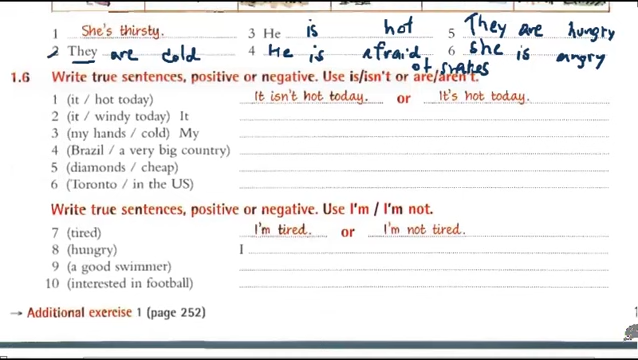 1 She's thirsty. 3 He is hot 5 They are hungry
2 They are cold 4 He is afraid of snakes 6 she is angry
1.6 Write true sentences, positive or negative. Use is/isn't or are/aren't.
1 (it / hot today) It isn't hot today. or It's hot today.
2 (it / windy today) It
3 (my hands / cold) My
4 (Brazil / a very big country)
5 (diamonds / cheap)
6 (Toronto / in the US)
Write true sentences, positive or negative. Use I'm / I'm not.
7 (tired) I'm tired. or I'm not tired.
8 (hungry) I
9 (a good swimmer)
10 (interested in football)
→ Additional exercise 1 (page 252)